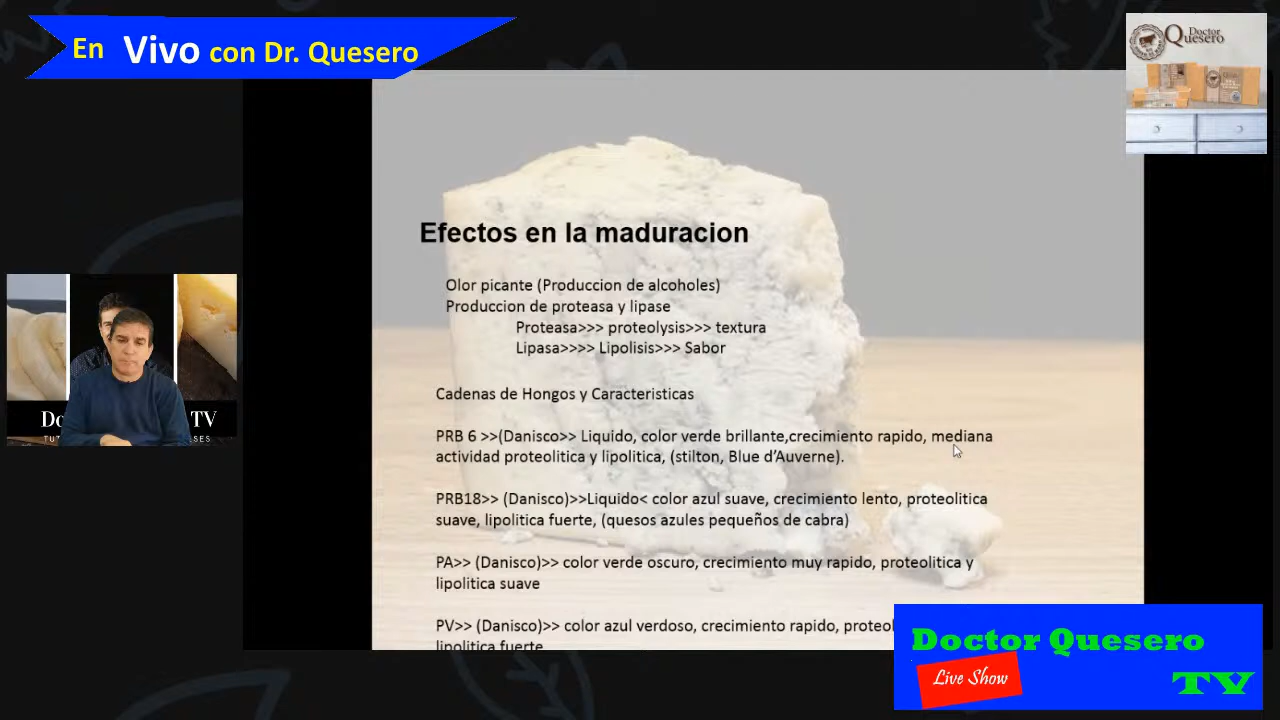 En Vivo con Dr. Quesero
Doctor
Quesero
Efectos en la maduracion
Olor picante (Produccion de alcoholes)
Produccion de proteasa y lipase
Proteasa>>> proteolysis>>> textura
Lipasa>>>> Lipolisis>>> Sabor
Cadenas de Hongos y Caracteristicas
PRB 6 >>(Danisco>> Liquido, color verde brillante,crecimiento rapido, mediana
actividad proteolitica y lipolitica, (stilton, Blue d’Auverne).
PRB18>> (Danisco)>>Liquido< color azul suave, crecimiento lento, proteolitica
suave, lipolitica fuerte, (quesos azules pequeños de cabra)
PA>> (Danisco)>> color verde oscuro, crecimiento muy rapido, proteolitica y
lipolitica suave
PV>> (Danisco)>> color azul verdoso, crecimiento rapido, proteol
lipolitica fuerte
TV
Doctor Quesero
Live Show
TV